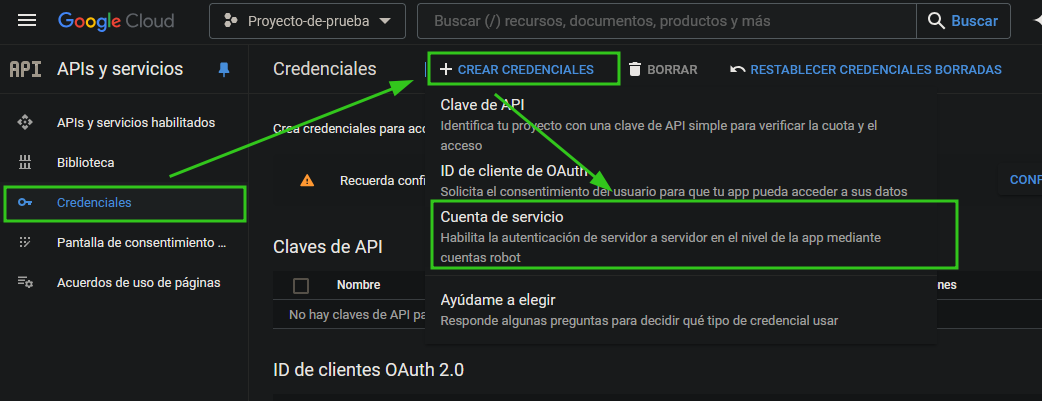 Google Cloud
Proyecto-de-prueba
Buscar (/) recursos, documentos, productos y más
Buscar
API
APIs y servicios
Credenciales
CREAR CREDENCIALES
BORRAR
RESTABLECER CREDENCIALES BORRADAS
APIs y servicios habilitados
Biblioteca
Credenciales
Pantalla de consentimiento ...
Acuerdos de uso de páginas
Crea credenciales para acc
Recuerda confi
CONF
Clave de API
Identifica tu proyecto con una clave de API simple para verificar la cuota y el
acceso
ID de cliente de OAuth
Solicita el consentimiento del usuario para que tu app pueda acceder a sus datos
Cuenta de servicio
Habilita la autenticación de servidor a servidor en el nivel de la app mediante
cuentas robot
Ayúdame a elegir
Responde algunas preguntas para decidir qué tipo de credencial usar
Claves de API
Nombre
nes
No hay claves de API pa
ID de clientes OAuth 2.0